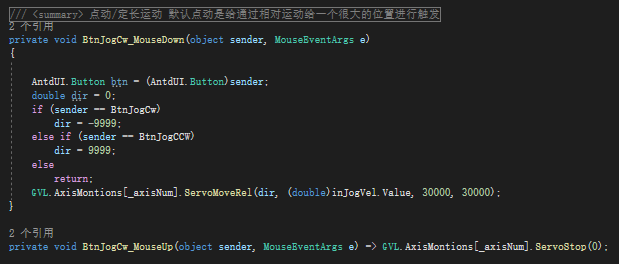 /// <summary> 点动/定长运动 默认点动是给通过相对运动给一个很大的位置进行触发
2 个引用
private void BtnJogCw_MouseDown(object sender, MouseEventArgs e)
{
AntdUI.Button btn = (AntdUI.Button)sender;
double dir = 0;
if (sender == BtnJogCw)
dir = -9999;
else if (sender == BtnJogCCW)
dir = 9999;
else
return;
GVL.AxisMontions[_axisNum].ServoMoveRel(dir, (double)inJogVel.Value, 30000, 30000);
}
2 个引用
private void BtnJogCw_MouseUp(object sender, MouseEventArgs e) => GVL.AxisMontions[_axisNum].ServoStop(0);